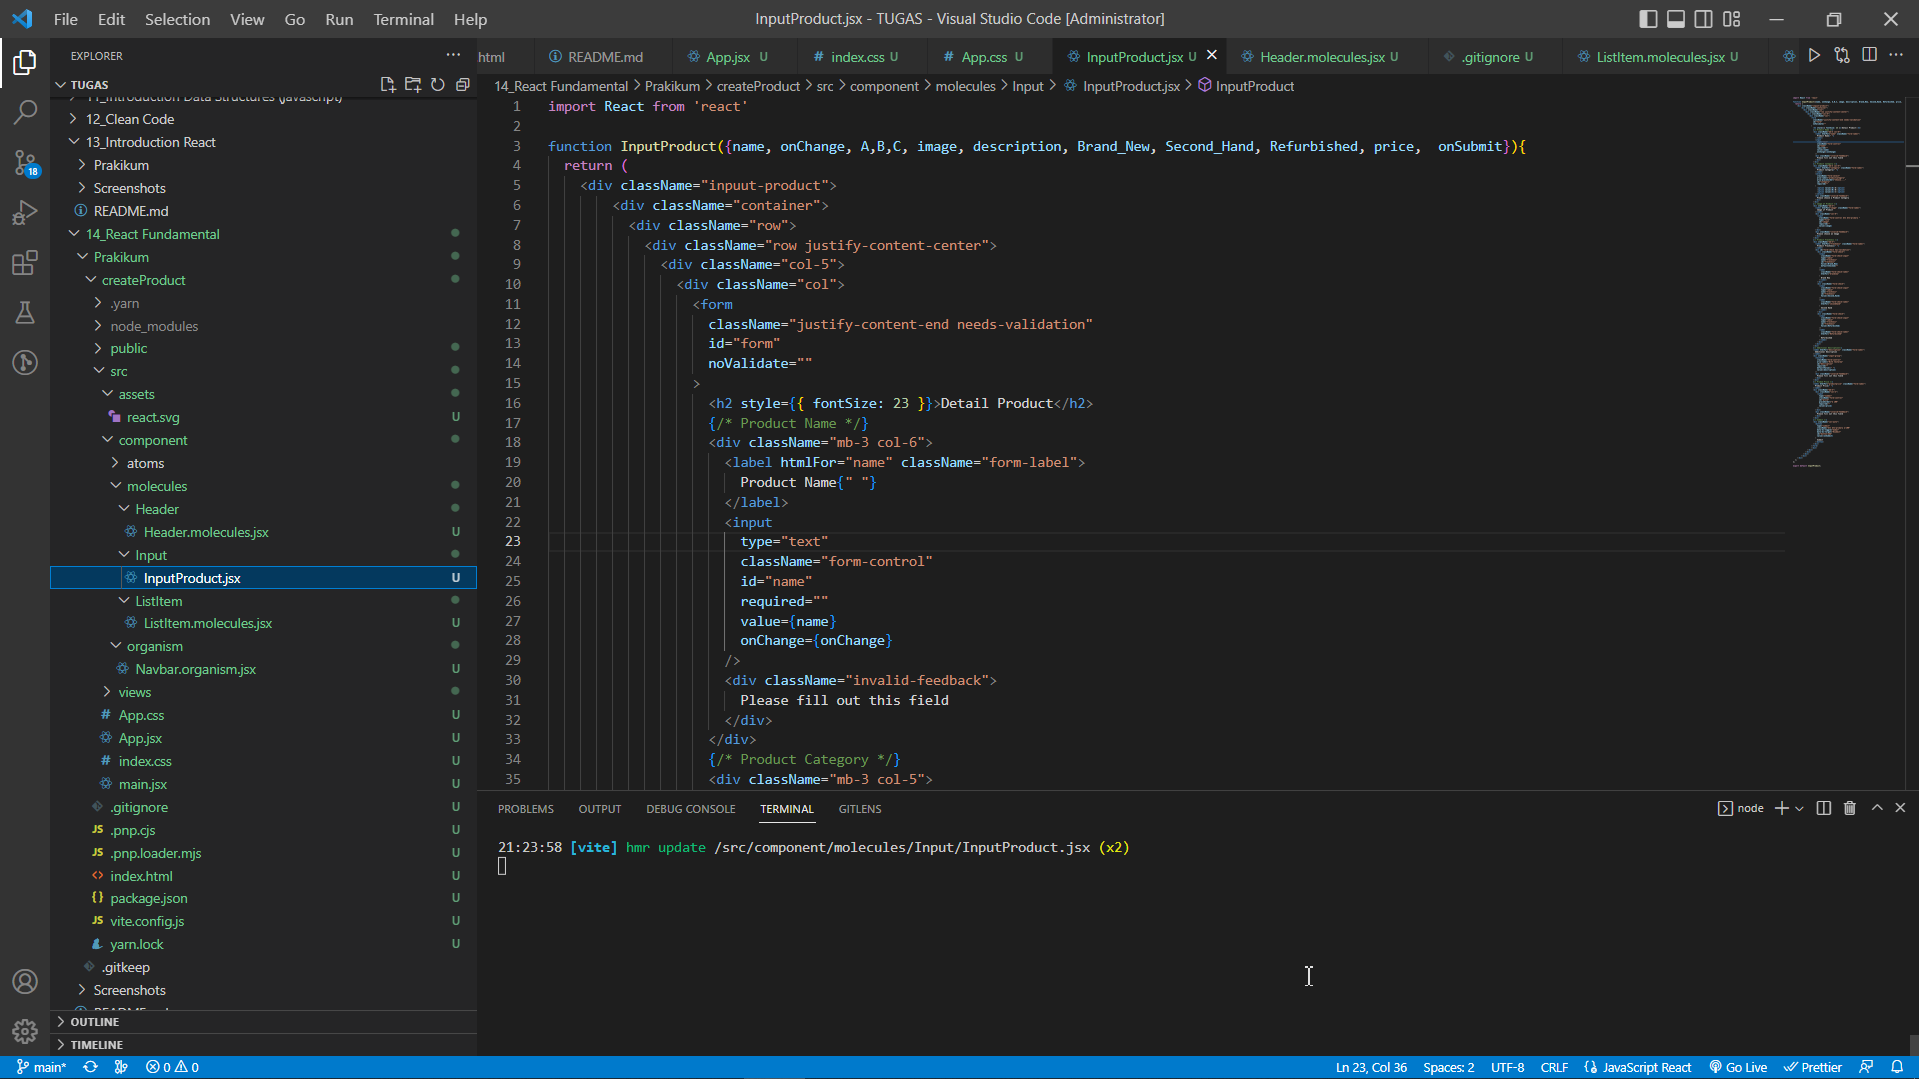 File Edit Selection View Go Run Terminal Help
InputProduct.jsx - TUGAS - Visual Studio Code [Administrator]
EXPLORER
TUGAS
11_Introduction Data Structures (javascript)
12_Clean Code
13_Introduction React
Prakikum
Screenshots
README.md
14_React Fundamental
Prakikum
createProduct
.yarn
node_modules
public
src
assets
react.svg U
component
atoms
molecules
Header
Header.molecules.jsx U
Input
InputProduct.jsx U
ListItem
ListItem.molecules.jsx U
organism
Navbar.organism.jsx U
views
App.css U
App.jsx U
index.css U
main.jsx U
.gitignore U
.pnp.cjs U
.pnp.loader.mjs U
index.html U
package.json U
vite.config.js U
yarn.lock U
.gitkeep
Screenshots
OUTLINE
TIMELINE
18
html README.md App.jsx U # index.css U # App.css U InputProduct.jsx U Header.molecules.jsx U .gitignore U ListItem.molecules.jsx U
14_React Fundamental > Prakikum > createProduct > src > component > molecules > Input > InputProduct.jsx > InputProduct
1 import React from 'react'
2
3 function InputProduct({name, onChange, A,B,C, image, description, Brand_New, Second_Hand, Refurbished, price,  onSubmit}){
4 return (
5 <div className="inpuut-product">
6 <div className="container">
7 <div className="row">
8 <div className="row justify-content-center">
9 <div className="col-5">
10 <div className="col">
11 <form
12 className="justify-content-end needs-validation"
13 id="form"
14 noValidate=""
15 >
16 <h2 style={{ fontSize: 23 }}>Detail Product</h2>
17 {/* Product Name */}
18 <div className="mb-3 col-6">
19 <label htmlFor="name" className="form-label">
20 Product Name{" "}
21 </label>
22 <input
23 type="text"
24 className="form-control"
25 id="name"
26 required=""
27 value={name}
28 onChange={onChange}
29 />
30 <div className="invalid-feedback">
31 Please fill out this field
32 </div>
33 </div>
34 {/* Product Category */}
35 <div className="mb-3 col-5">
PROBLEMS OUTPUT DEBUG CONSOLE TERMINAL GITLENS
node
21:23:58 [vite] hmr update /src/component/molecules/Input/InputProduct.jsx (x2)
main* 0 0
Ln 23, Col 36 Spaces: 2 UTF-8 CRLF JavaScript React Go Live Prettier